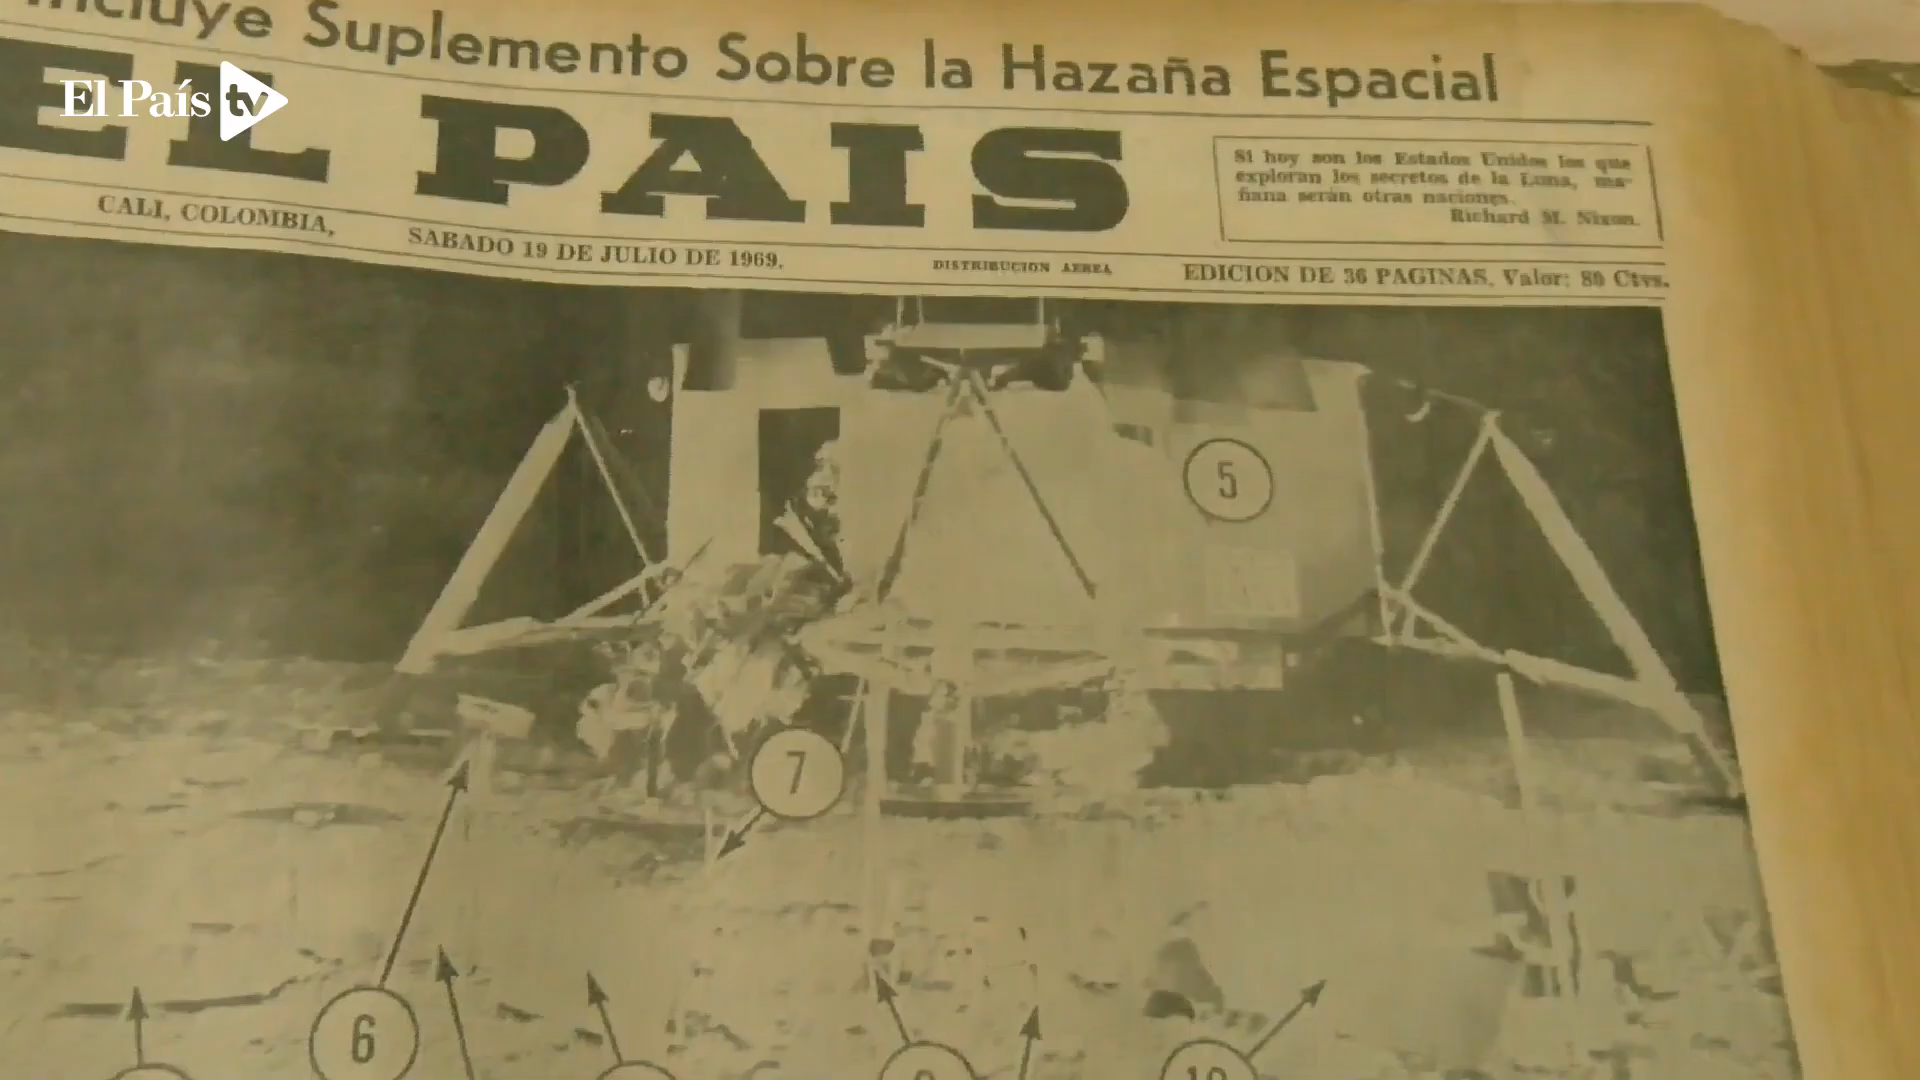 Incluye Suplemento Sobre la Hazaña Espacial
El País tv
EL PAIS
Si hoy son los Estados Unidos los que
exploran los secretos de la Luna, ma-
ñana serán otras naciones.
Richard M. Nixon.
CALI, COLOMBIA,
SABADO 19 DE JULIO DE 1969.
DISTRIBUCION AEREA
EDICION DE 36 PAGINAS, Valor: 80 Ctvs.
5
7
6
10